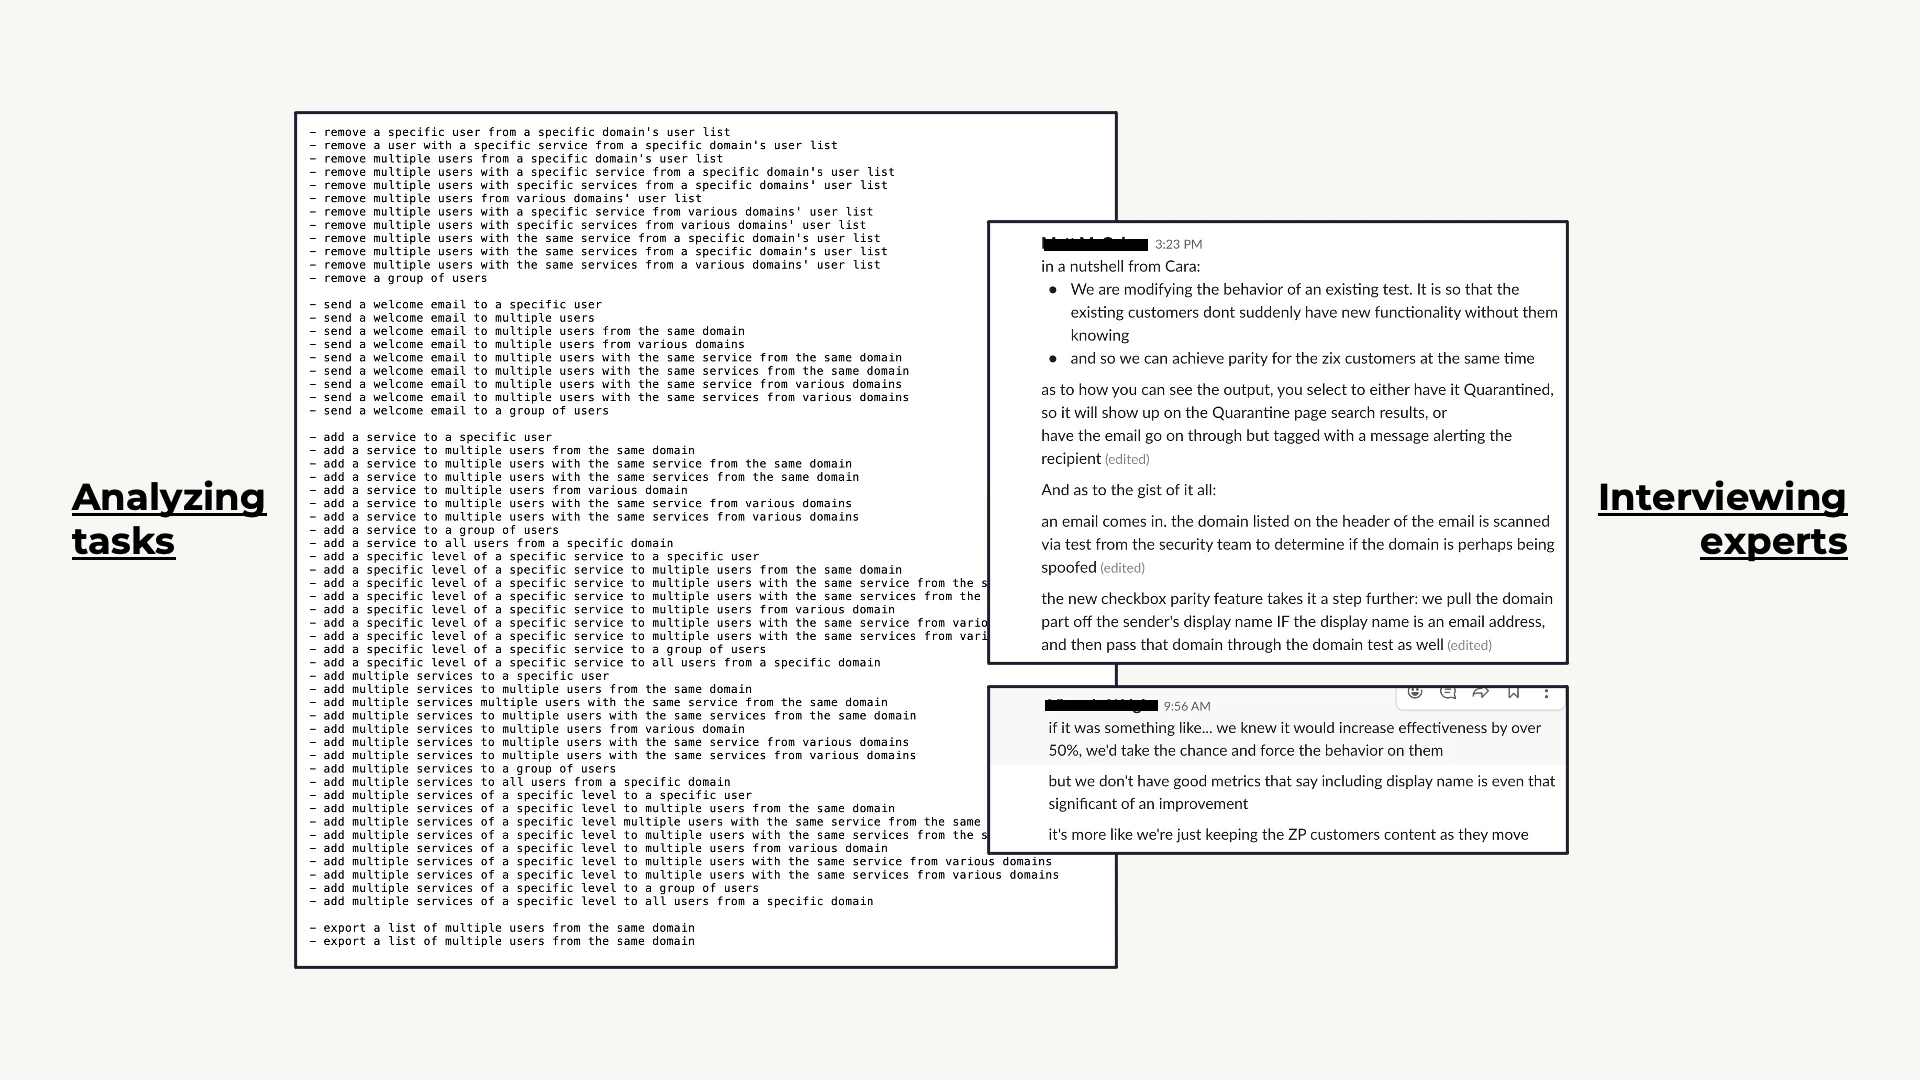 Analyzing
tasks
- remove a specific user from a specific domain's user list
- remove a user with a specific service from a specific domain's user list
- remove multiple users from a specific domain's user list
- remove multiple users with a specific service from a specific domain's user list
- remove multiple users with specific services from a specific domains' user list
- remove multiple users from various domains' user list
- remove multiple users with a specific service from various domains' user list
- remove multiple users with specific services from various domains' user list
- remove multiple users with the same service from a specific domain's user list
- remove multiple users with the same services from a specific domain's user list
- remove multiple users with the same services from a various domains' user list
- remove a group of users
- send a welcome email to a specific user
- send a welcome email to multiple users
- send a welcome email to multiple users from the same domain
- send a welcome email to multiple users from various domains
- send a welcome email to multiple users with the same service from the same domain
- send a welcome email to multiple users with the same services from the same domain
- send a welcome email to multiple users with the same service from various domains
- send a welcome email to multiple users with the same services from various domains
- send a welcome email to a group of users
- add a service to a specific user
- add a service to multiple users from the same domain
- add a service to multiple users with the same service from the same domain
- add a service to multiple users with the same services from the same domain
- add a service to multiple users from various domain
- add a service to multiple users with the same service from various domains
- add a service to multiple users with the same services from various domains
- add a service to a group of users
- add a service to all users from a specific domain
- add a specific level of a specific service to a specific user
- add a specific level of a specific service to multiple users from the same domain
- add a specific level of a specific service to multiple users with the same service from the s
- add a specific level of a specific service to multiple users with the same services from the
- add a specific level of a specific service to multiple users from various domain
- add a specific level of a specific service to multiple users with the same service from vario
- add a specific level of a specific service to multiple users with the same services from vari
- add a specific level of a specific service to a group of users
- add a specific level of a specific service to all users from a specific domain
- add multiple services to a specific user
- add multiple services to multiple users from the same domain
- add multiple services multiple users with the same service from the same domain
- add multiple services to multiple users with the same services from the same domain
- add multiple services to multiple users from various domain
- add multiple services to multiple users with the same service from various domains
- add multiple services to multiple users with the same services from various domains
- add multiple services to a group of users
- add multiple services to all users from a specific domain
- add multiple services of a specific level to a specific user
- add multiple services of a specific level to multiple users from the same domain
- add multiple services of a specific level multiple users with the same service from the same
- add multiple services of a specific level to multiple users with the same services from the s
- add multiple services of a specific level to multiple users from various domain
- add multiple services of a specific level to multiple users with the same service from various domains
- add multiple services of a specific level to multiple users with the same services from various domains
- add multiple services of a specific level to a group of users
- add multiple services of a specific level to all users from a specific domain
- export a list of multiple users from the same domain
- export a list of multiple users from the same domain
3:23 PM
in a nutshell from Cara:
• We are modifying the behavior of an existing test. It is so that the
existing customers dont suddenly have new functionality without them
knowing
• and so we can achieve parity for the zix customers at the same time
as to how you can see the output, you select to either have it Quarantined,
so it will show up on the Quarantine page search results, or
have the email go on through but tagged with a message alerting the
recipient (edited)
And as to the gist of it all:
an email comes in. the domain listed on the header of the email is scanned
via test from the security team to determine if the domain is perhaps being
spoofed (edited)
the new checkbox parity feature takes it a step further: we pull the domain
part off the sender's display name IF the display name is an email address,
and then pass that domain through the domain test as well (edited)
9:56 AM
if it was something like... we knew it would increase effectiveness by over
50%, we'd take the chance and force the behavior on them
but we don't have good metrics that say including display name is even that
significant of an improvement
it's more like we're just keeping the ZP customers content as they move
Interviewing
experts